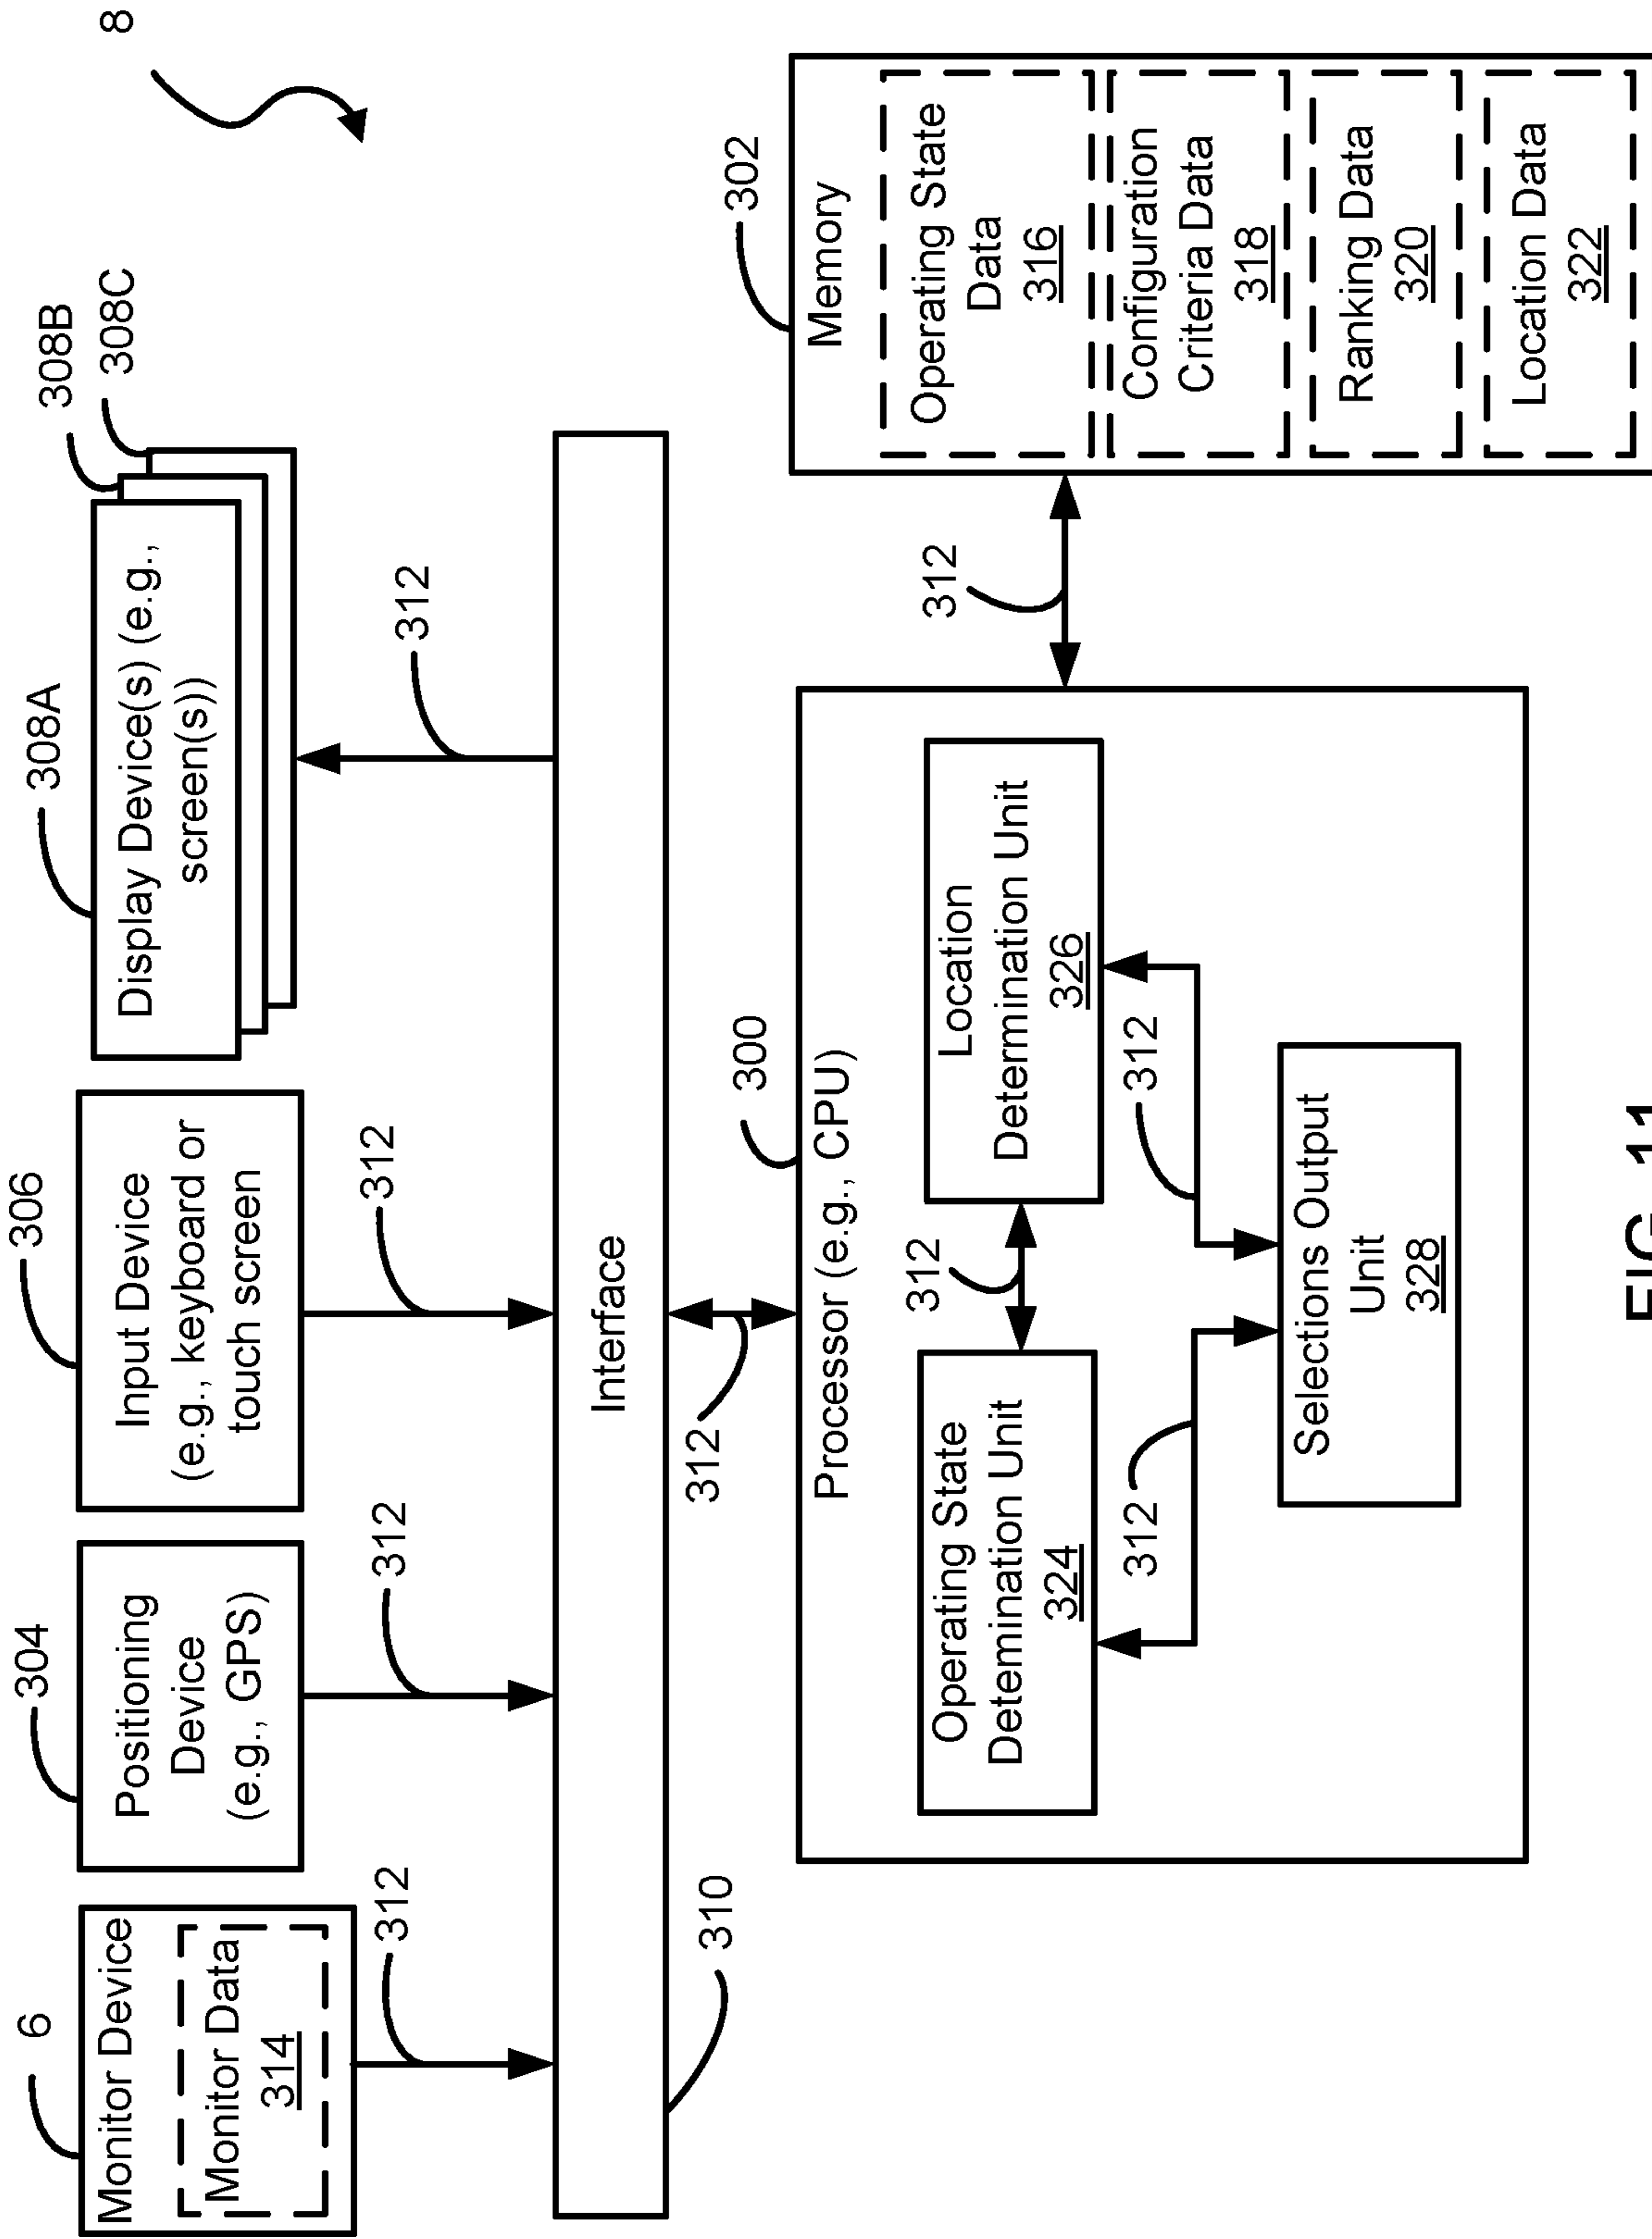 8
6
Monitor Device
Monitor Data
314
312
304
Positioning
Device
(e.g., GPS)
312
306
Input Device
(e.g., keyboard or
touch screen
312
308A
308B
308C
Display Device(s) (e.g.,
screen(s))
312
Interface
310
312
300
Processor (e.g., CPU)
Operating State
Determination Unit
324
312
Location
Determination Unit
326
312
312
Selections Output
Unit
328
312
302
Memory
Operating State
Data
316
Configuration
Criteria Data
318
Ranking Data
320
Location Data
322
FIG. 11